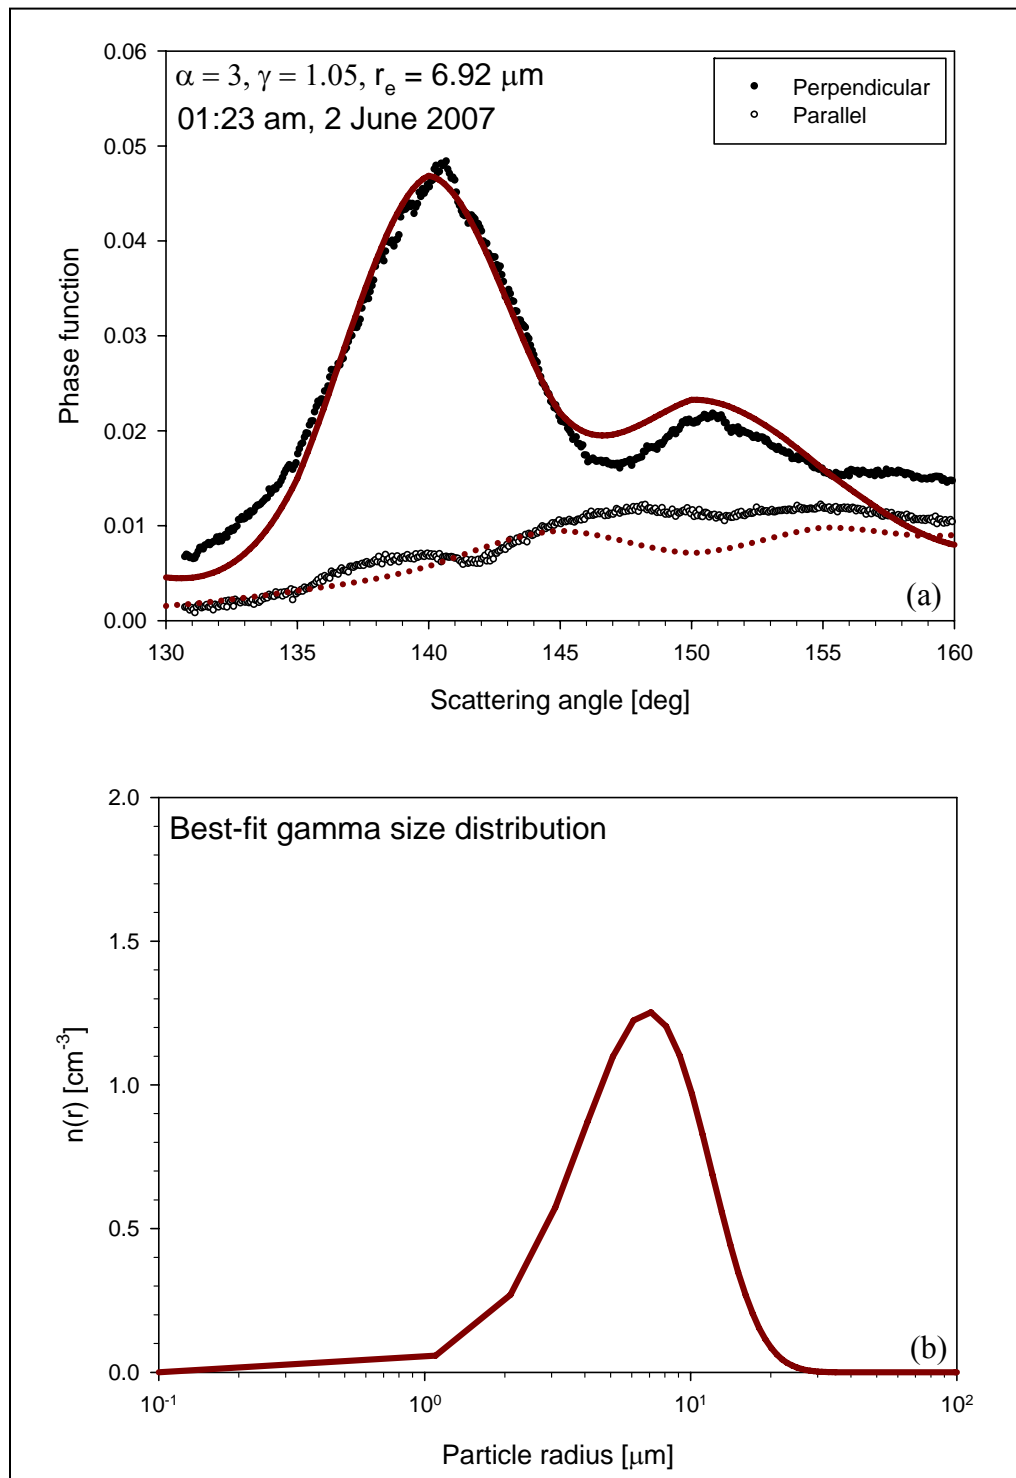 0.06
α = 3, γ = 1.05, rₑ = 6.92 μm
01:23 am, 2 June 2007
Perpendicular
Parallel
0.05
0.04
0.03
0.02
0.01
0.00
Phase function
(a)
130 135 140 145 150 155 160
Scattering angle [deg]
2.0
Best-fit gamma size distribution
1.5
1.0
0.5
0.0
n(r) [cm⁻³]
(b)
10⁻¹ 10⁰ 10¹ 10²
Particle radius [μm]